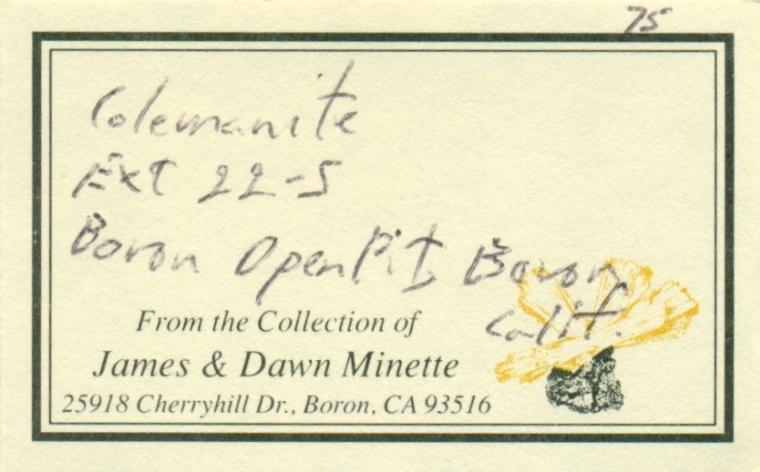 75
Colemanite
Ext 22-5
Boron Open Pit, Boron
Calif.
From the Collection of
James & Dawn Minette
25918 Cherryhill Dr., Boron, CA 93516